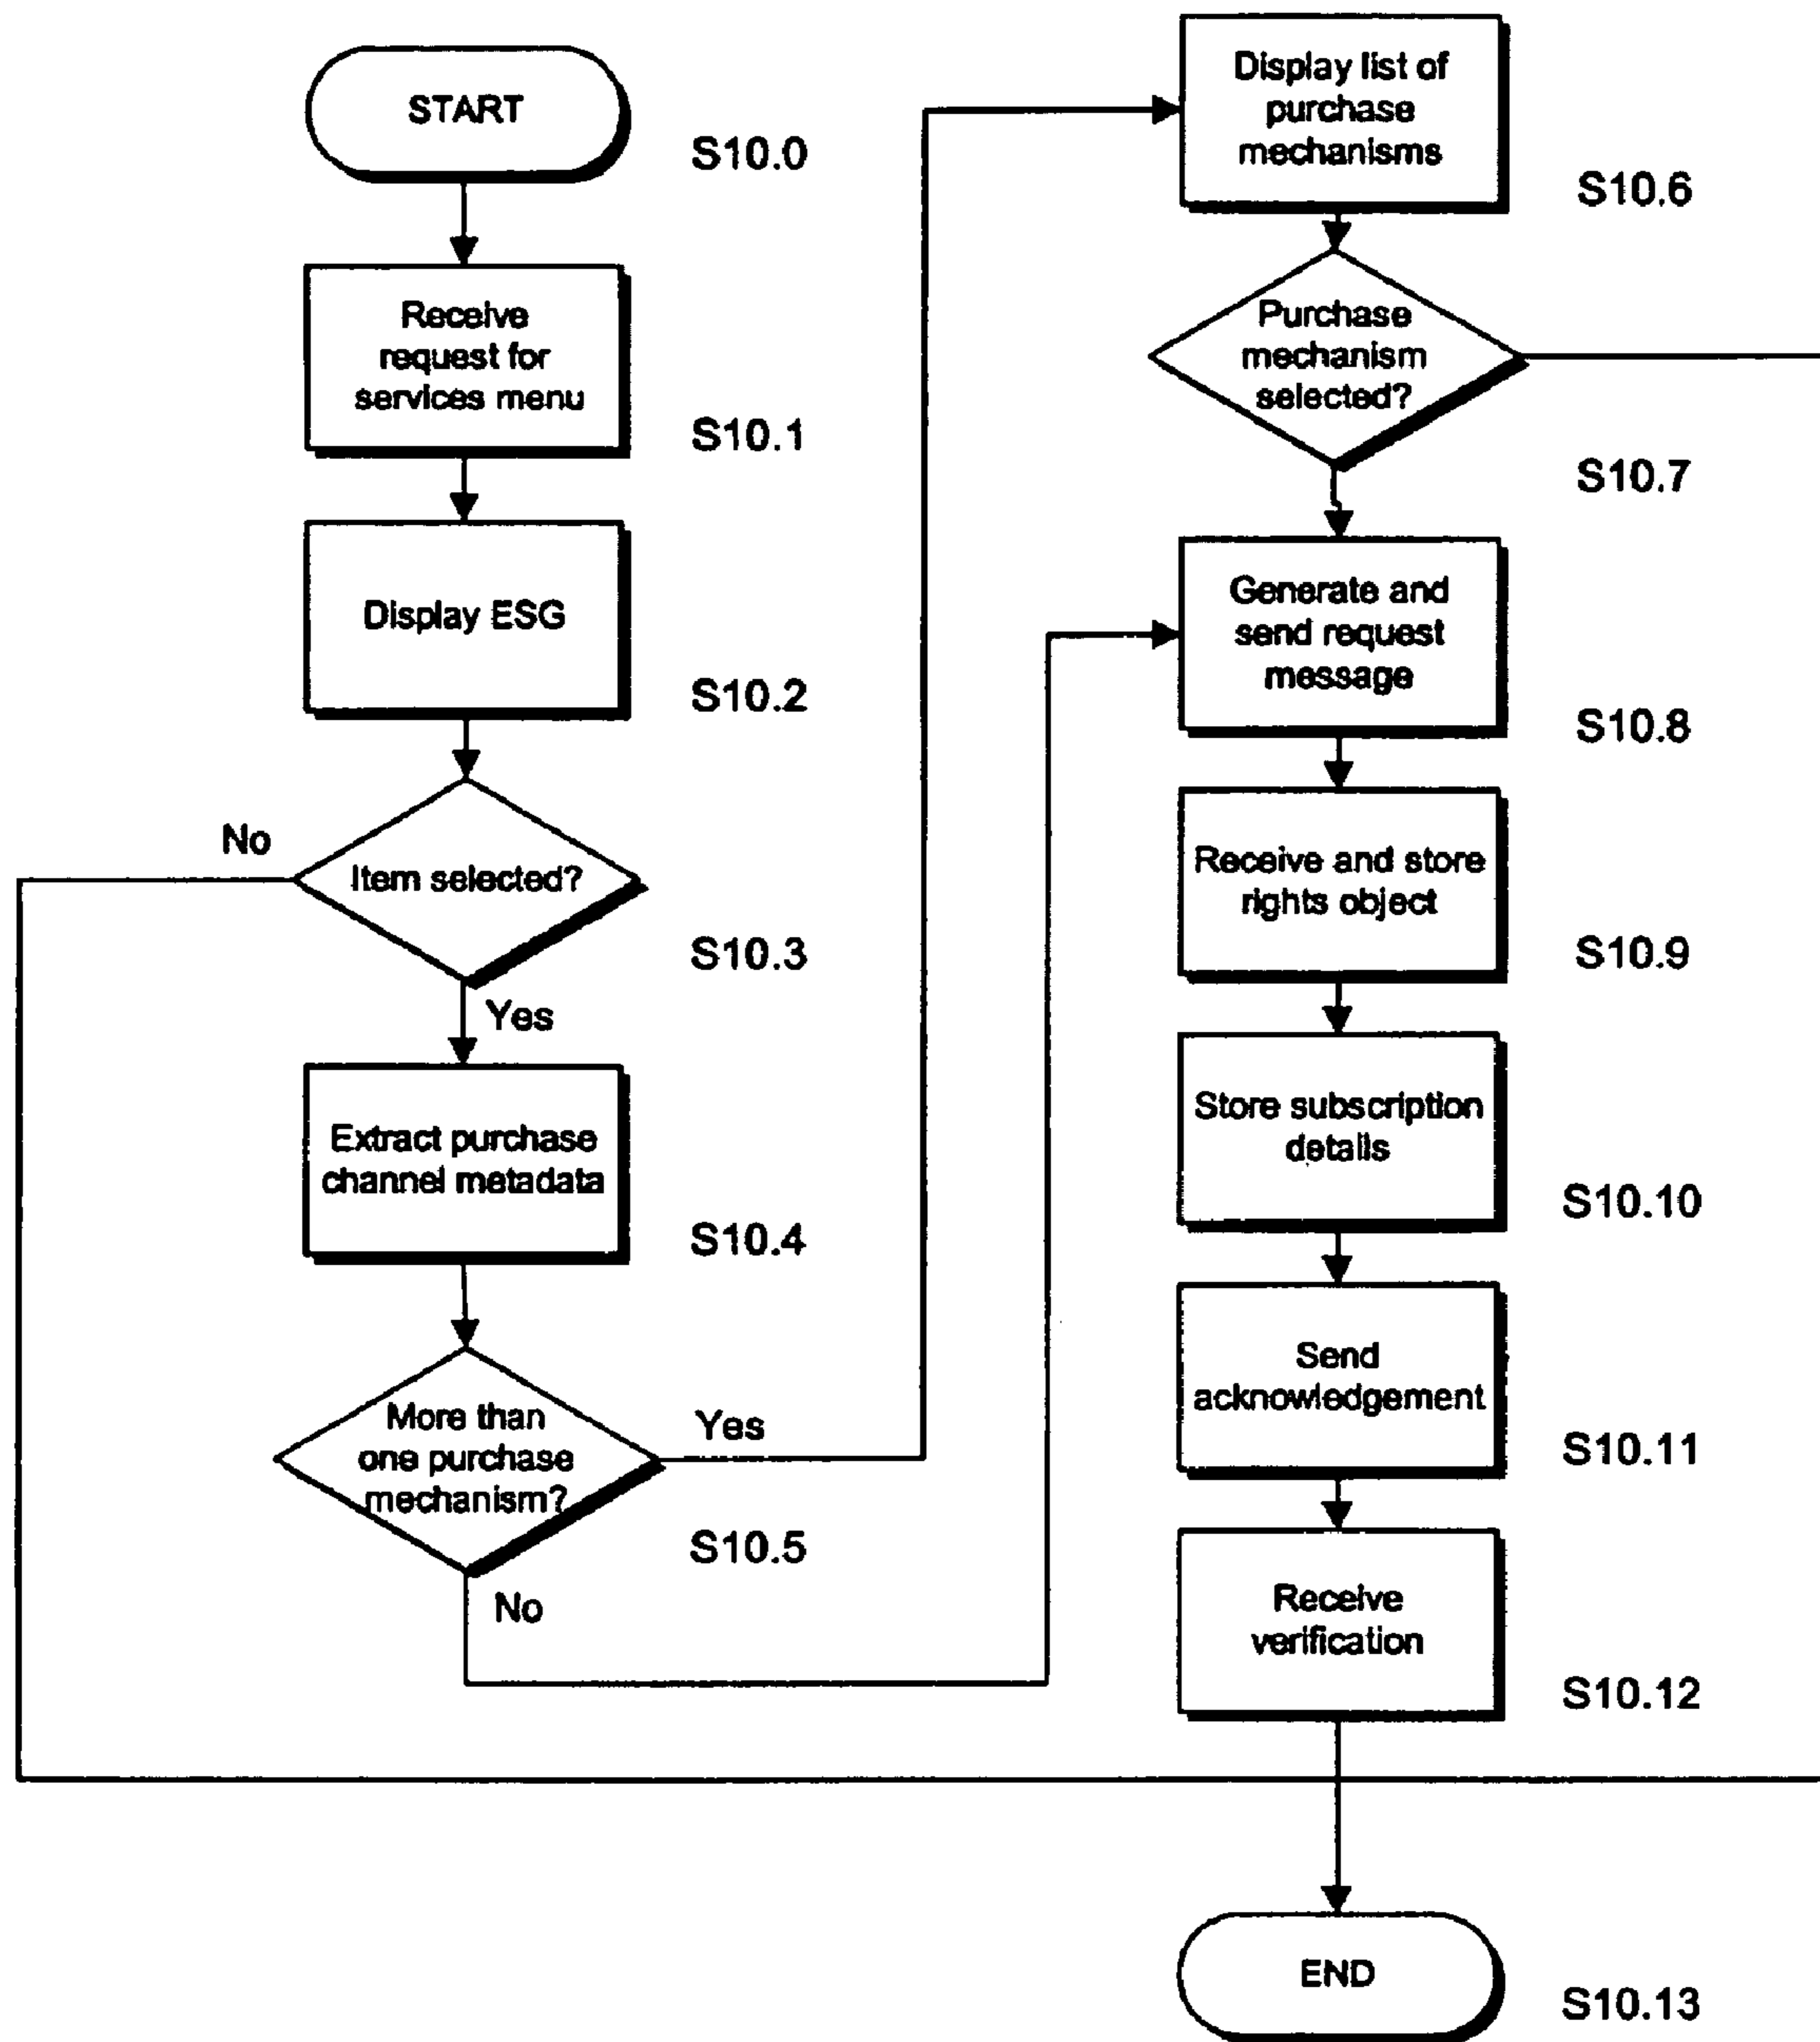 START
S10.0
Receive
request for
services menu
S10.1
Display ESG
S10.2
No
Item selected?
S10.3
Yes
Extract purchase
channel metadata
S10.4
More than
one purchase
mechanism?
Yes
S10.5
No
Display list of
purchase
mechanisms
S10.6
Purchase
mechanism
selected?
S10.7
Generate and
send request
message
S10.8
Receive and store
rights object
S10.9
Store subscription
details
S10.10
Send
acknowledgement
S10.11
Receive
verification
S10.12
END
S10.13